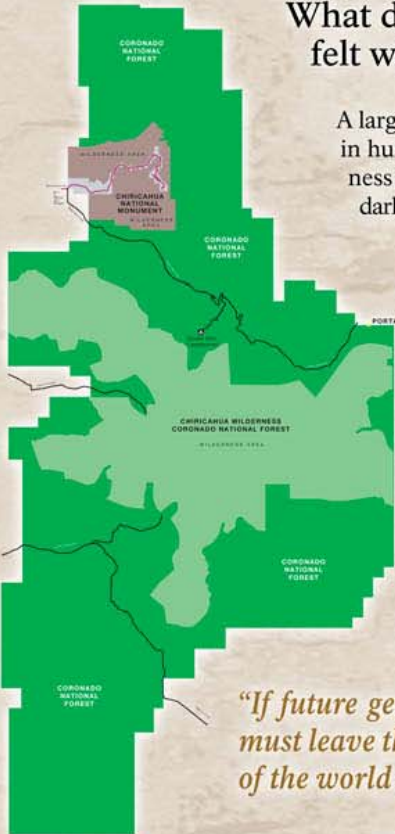 What d
felt w
A larg
in hu
ness
dark
CORONADO
NATIONAL
FOREST
WILDERNESS AREA
CHIRICAHUA
NATIONAL
MONUMENT
WILDERNESS
AREA
CORONADO
NATIONAL
FOREST
PORTA
CHIRICAHUA WILDERNESS
CORONADO NATIONAL FOREST
WILDERNESS AREA
CORONADO
NATIONAL
FOREST
CORONADO
NATIONAL
FOREST
“If future ge
must leave th
of the world